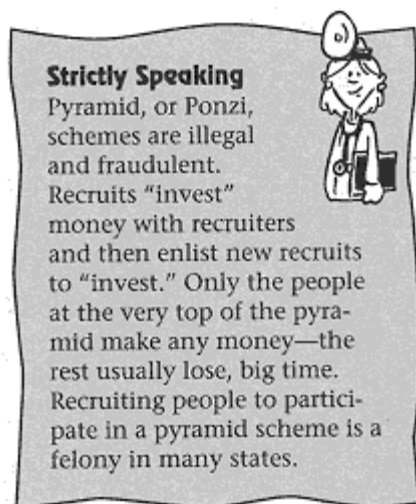 Strictly Speaking
Pyramid, or Ponzi,
schemes are illegal
and fraudulent.
Recruits “invest”
money with recruiters
and then enlist new recruits
to “invest.” Only the people
at the very top of the pyra-
mid make any money—the
rest usually lose, big time.
Recruiting people to partici-
pate in a pyramid scheme is a
felony in many states.